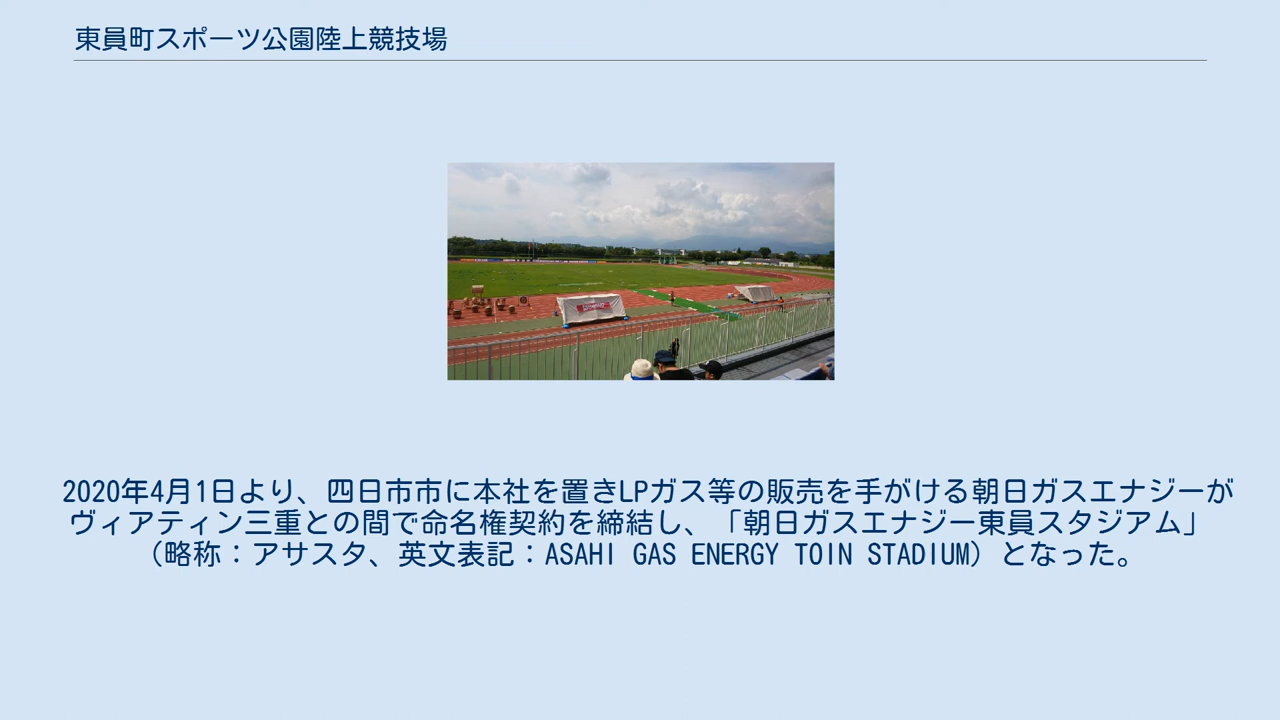 東員町スポーツ公園陸上競技場
2020年4月1日より、四日市市に本社を置きLPガス等の販売を手がける朝日ガスエナジーが
ヴィアティン三重との間で命名権契約を締結し、「朝日ガスエナジー東員スタジアム」
（略称：アサスタ、英文表記：ASAHI GAS ENERGY TOIN STADIUM）となった。